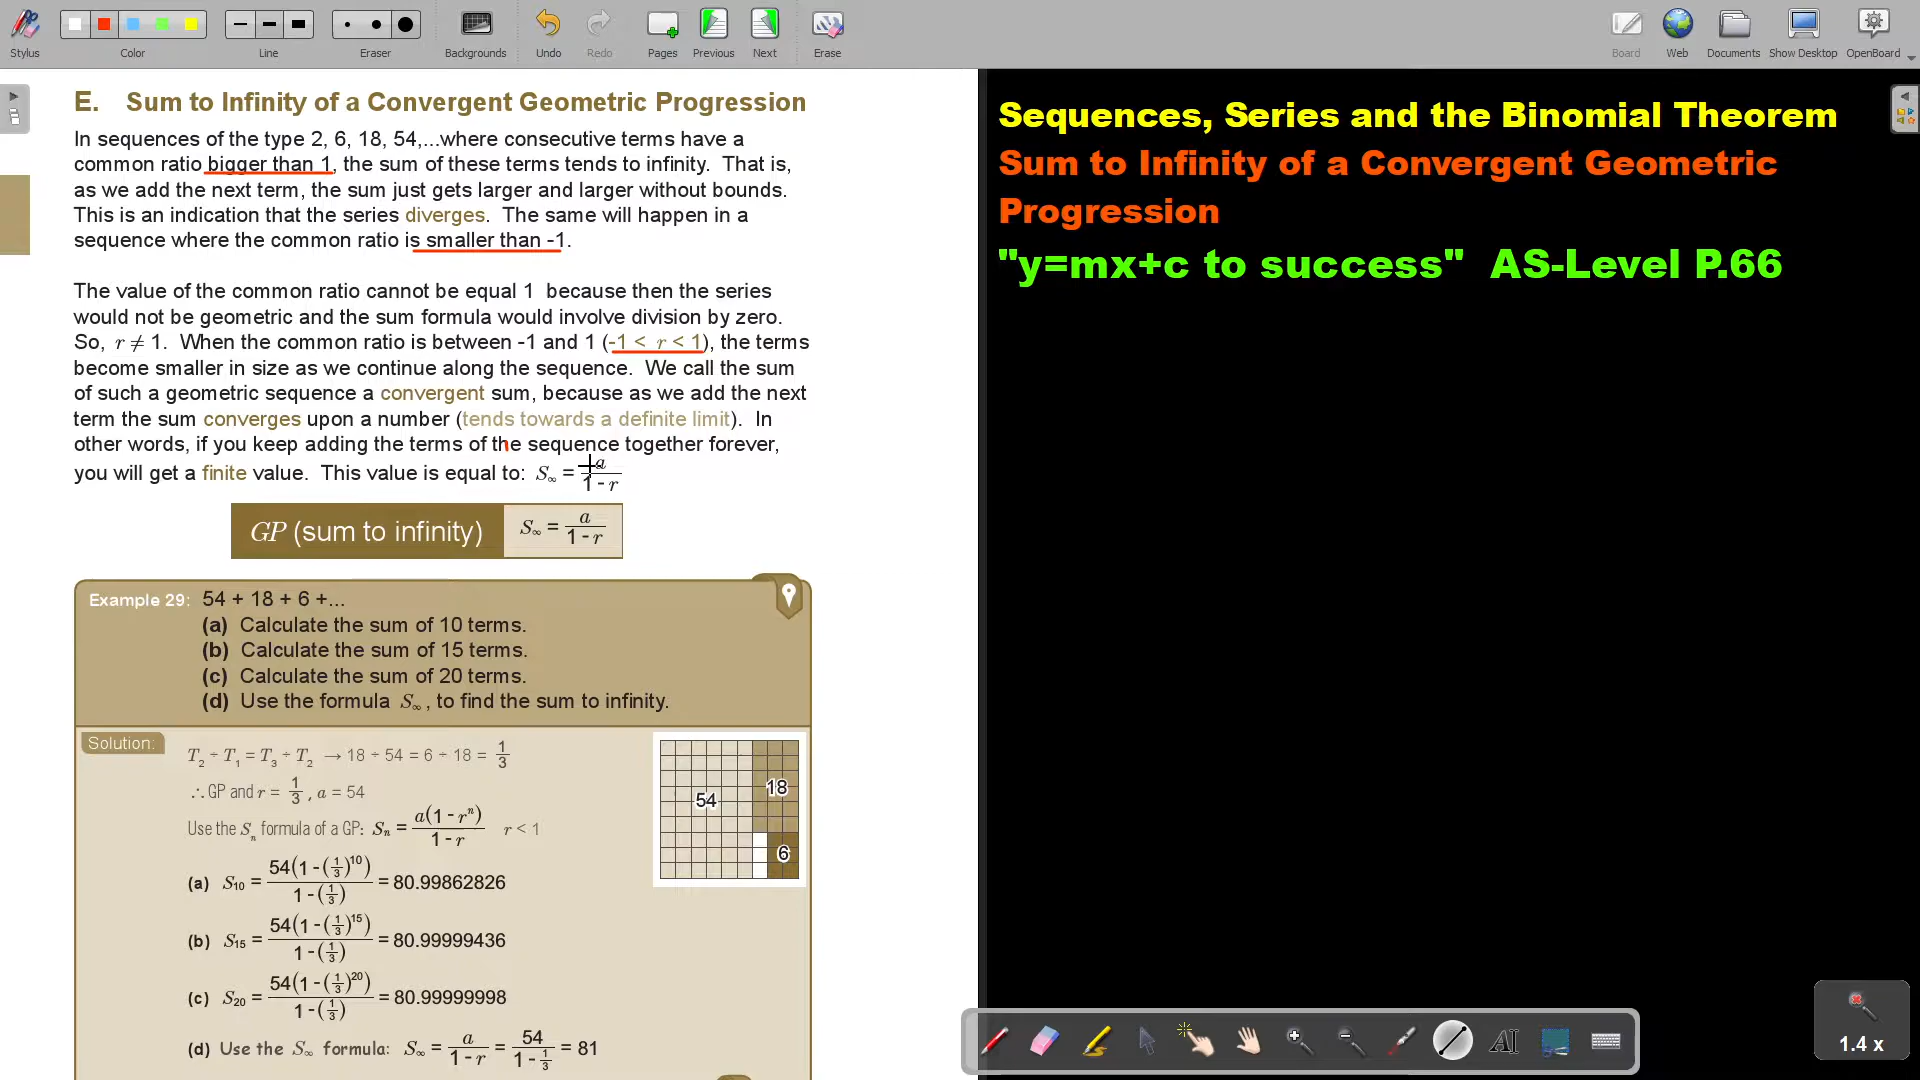 Stylus
Color
Line
Eraser
Backgrounds
Undo
Redo
Pages
Previous
Next
Erase
Board
Web
Documents
Show Desktop
OpenBoard
E. Sum to Infinity of a Convergent Geometric Progression
In sequences of the type 2, 6, 18, 54,...where consecutive terms have a
common ratio bigger than 1, the sum of these terms tends to infinity. That is,
as we add the next term, the sum just gets larger and larger without bounds.
This is an indication that the series diverges. The same will happen in a
sequence where the common ratio is smaller than -1.
The value of the common ratio cannot be equal 1 because then the series
would not be geometric and the sum formula would involve division by zero.
So, r ≠ 1. When the common ratio is between -1 and 1 (-1 < r < 1), the terms
become smaller in size as we continue along the sequence. We call the sum
of such a geometric sequence a convergent sum, because as we add the next
term the sum converges upon a number (tends towards a definite limit). In
other words, if you keep adding the terms of the sequence together forever,
you will get a finite value. This value is equal to: S∞ = a/(1 - r)
GP (sum to infinity) S∞ = a/(1 - r)
Example 29: 54 + 18 + 6 +...
(a) Calculate the sum of 10 terms.
(b) Calculate the sum of 15 terms.
(c) Calculate the sum of 20 terms.
(d) Use the formula S∞, to find the sum to infinity.
Solution:
T₂ ÷ T₁ = T₃ ÷ T₂ → 18 ÷ 54 = 6 ÷ 18 = 1/3
∴ GP and r = 1/3, a = 54
Use the Sₙ formula of a GP: Sₙ = a(1 - rⁿ)/(1 - r) r < 1
(a) S₁₀ = 54(1 - (1/3)¹⁰)/(1 - (1/3)) = 80.99862826
(b) S₁₅ = 54(1 - (1/3)¹⁵)/(1 - (1/3)) = 80.99999436
(c) S₂₀ = 54(1 - (1/3)²⁰)/(1 - (1/3)) = 80.99999998
(d) Use the S∞ formula: S∞ = a/(1 - r) = 54/(1 - 1/3) = 81
54
18
6
Sequences, Series and the Binomial Theorem
Sum to Infinity of a Convergent Geometric
Progression
"y=mx+c to success" AS-Level P.66
1.4 x